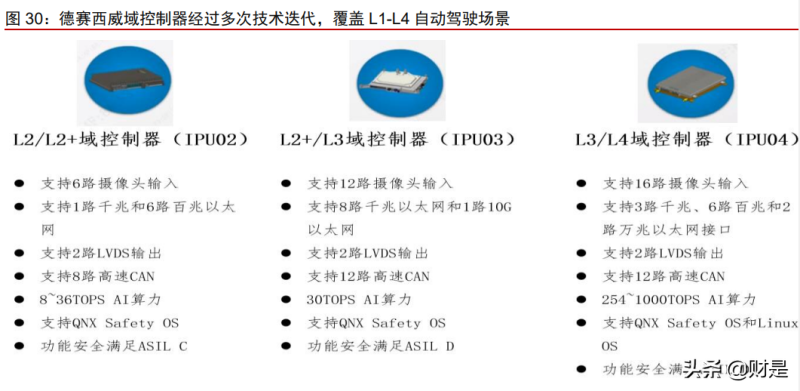 图 30：德赛西威域控制器经过多次技术迭代，覆盖 L1-L4 自动驾驶场景
L2/L2+域控制器（IPU02）
● 支持6路摄像头输入
● 支持1路千兆和6路百兆以太
网
● 支持2路LVDS输出
● 支持8路高速CAN
● 8~36TOPS AI算力
● 支持QNX Safety OS
● 功能安全满足ASIL C
L2+/L3域控制器（IPU03）
● 支持12路摄像头输入
● 支持8路千兆以太网和1路10G
以太网
● 支持2路LVDS输出
● 支持12路高速CAN
● 30TOPS AI算力
● 支持QNX Safety OS
● 功能安全满足ASIL D
L3/L4域控制器（IPU04）
● 支持16路摄像头输入
● 支持3路千兆、6路百兆和2
路万兆以太网接口
● 支持2路LVDS输出
● 支持12路高速CAN
● 254~1000TOPS AI算力
● 支持QNX Safety OS和Linux
OS
● 功能安全满
头条 @财是